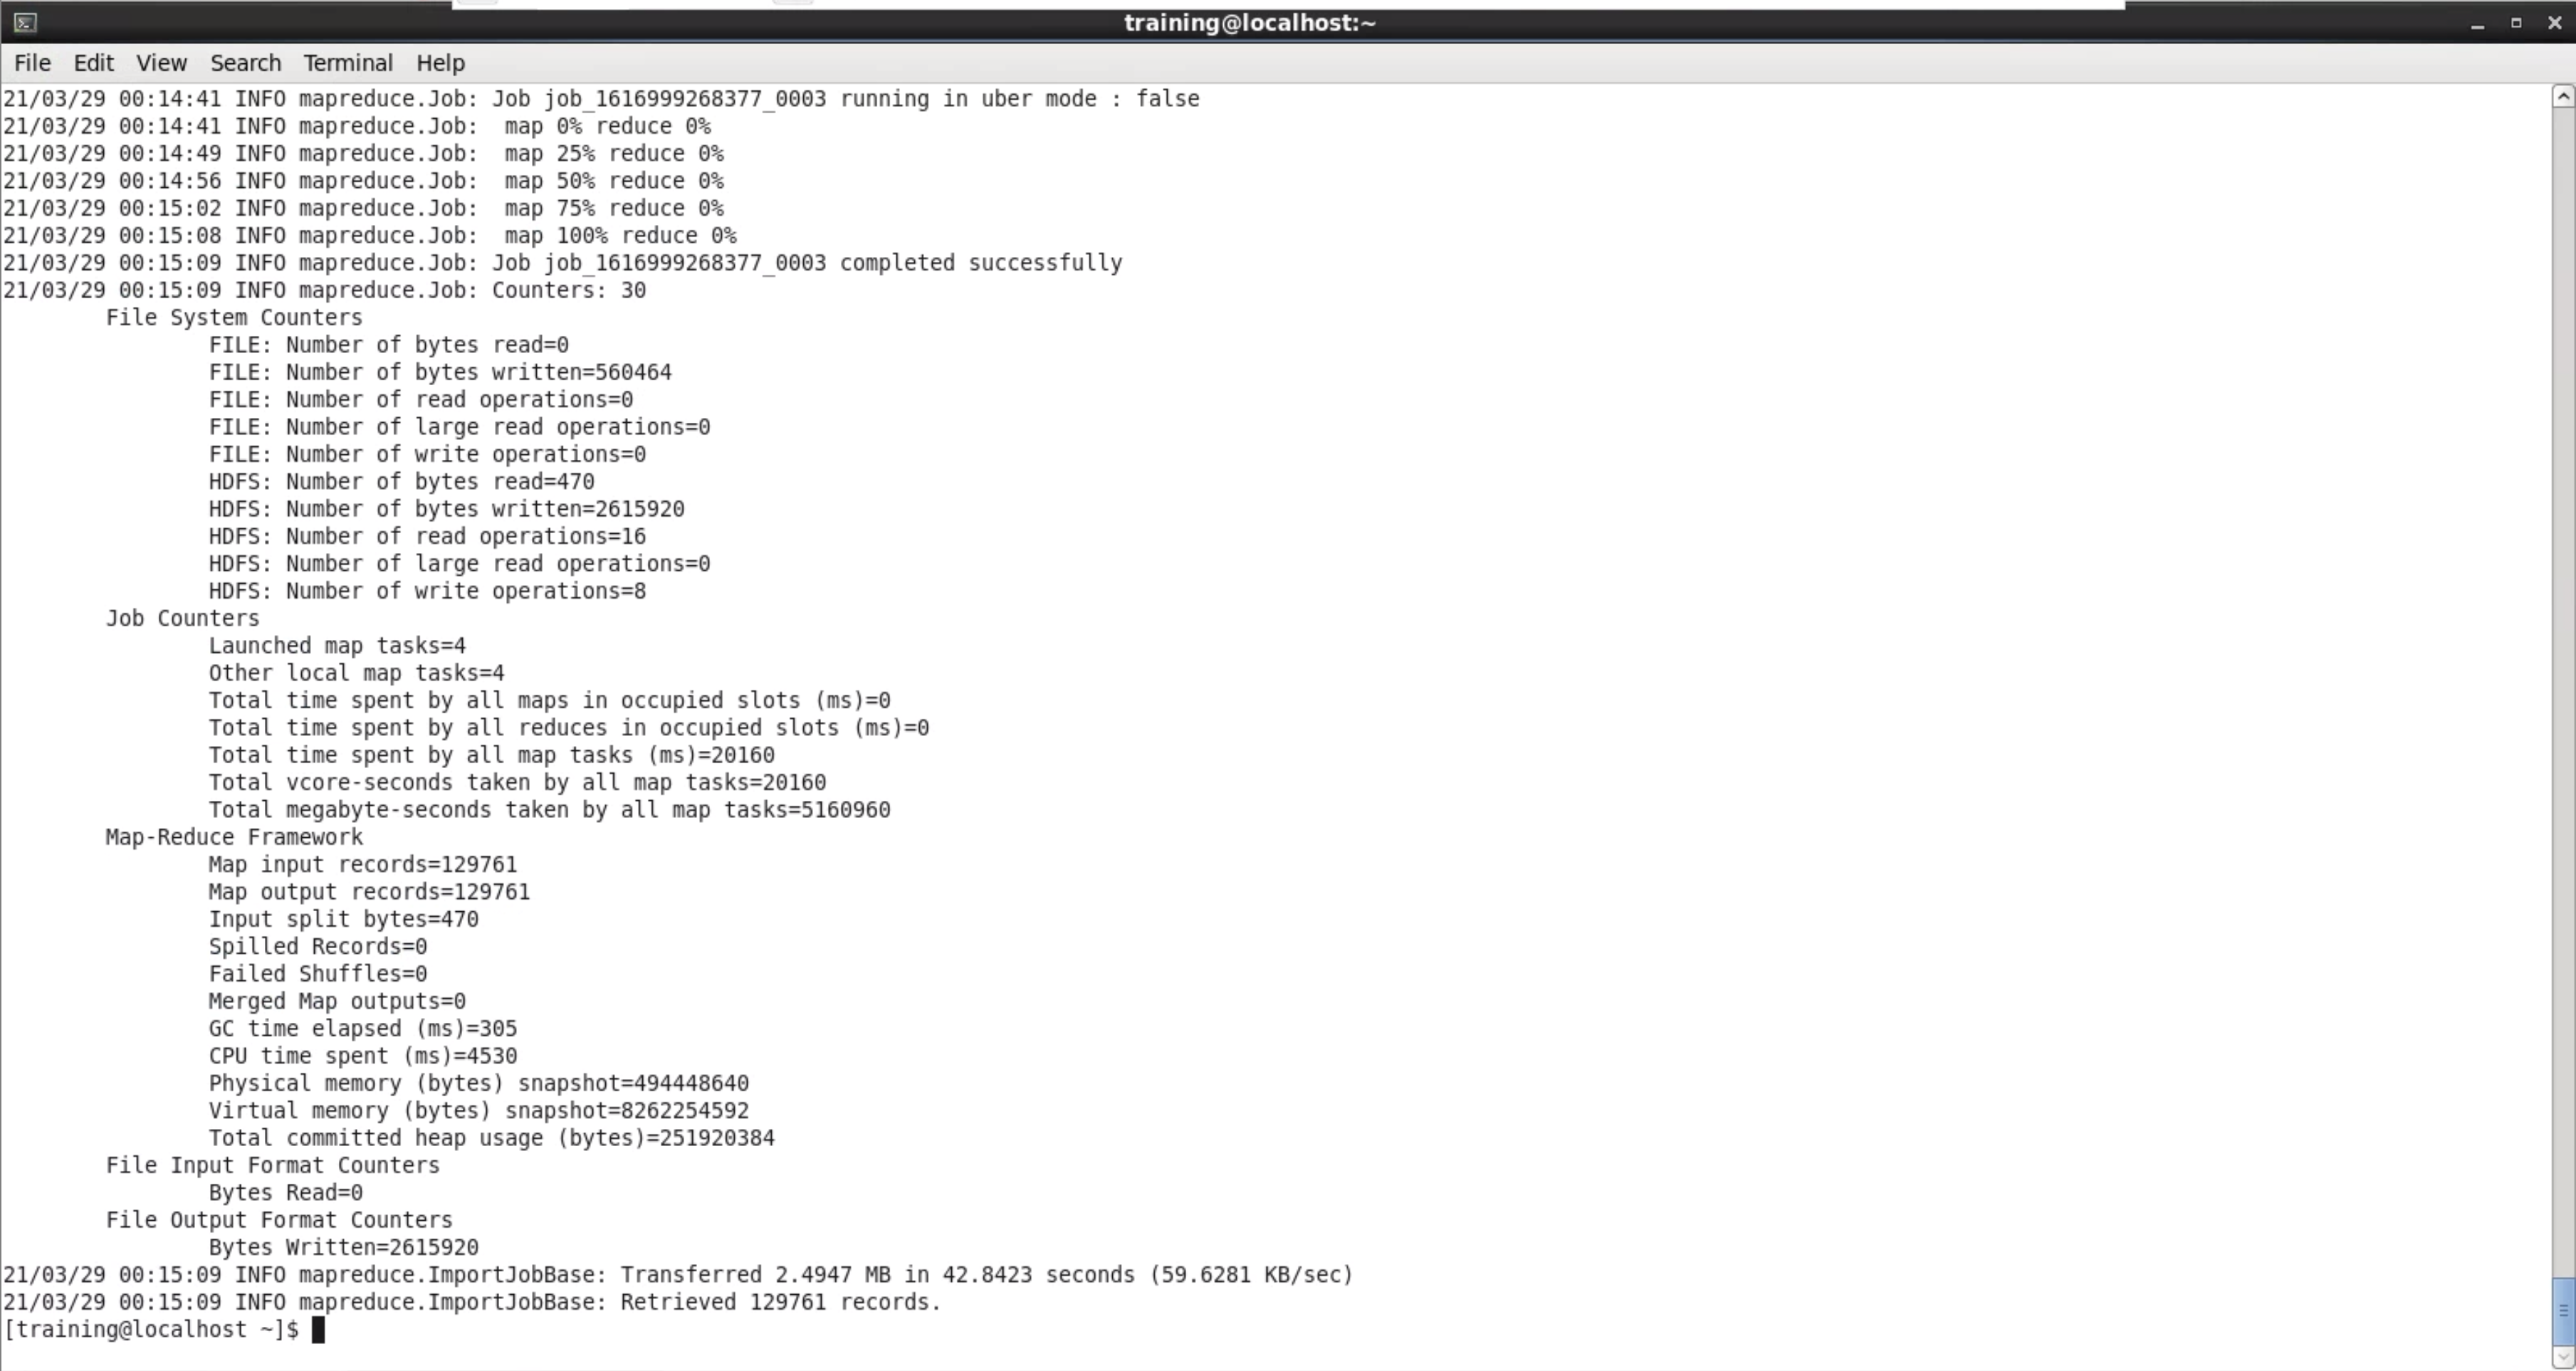 training@localhost:~
File Edit View Search Terminal Help
21/03/29 00:14:41 INFO mapreduce.Job: Job job_1616999268377_0003 running in uber mode : false
21/03/29 00:14:41 INFO mapreduce.Job:  map 0% reduce 0%
21/03/29 00:14:49 INFO mapreduce.Job:  map 25% reduce 0%
21/03/29 00:14:56 INFO mapreduce.Job:  map 50% reduce 0%
21/03/29 00:15:02 INFO mapreduce.Job:  map 75% reduce 0%
21/03/29 00:15:08 INFO mapreduce.Job:  map 100% reduce 0%
21/03/29 00:15:09 INFO mapreduce.Job: Job job_1616999268377_0003 completed successfully
21/03/29 00:15:09 INFO mapreduce.Job: Counters: 30
File System Counters
FILE: Number of bytes read=0
FILE: Number of bytes written=560464
FILE: Number of read operations=0
FILE: Number of large read operations=0
FILE: Number of write operations=0
HDFS: Number of bytes read=470
HDFS: Number of bytes written=2615920
HDFS: Number of read operations=16
HDFS: Number of large read operations=0
HDFS: Number of write operations=8
Job Counters
Launched map tasks=4
Other local map tasks=4
Total time spent by all maps in occupied slots (ms)=0
Total time spent by all reduces in occupied slots (ms)=0
Total time spent by all map tasks (ms)=20160
Total vcore-seconds taken by all map tasks=20160
Total megabyte-seconds taken by all map tasks=5160960
Map-Reduce Framework
Map input records=129761
Map output records=129761
Input split bytes=470
Spilled Records=0
Failed Shuffles=0
Merged Map outputs=0
GC time elapsed (ms)=305
CPU time spent (ms)=4530
Physical memory (bytes) snapshot=494448640
Virtual memory (bytes) snapshot=8262254592
Total committed heap usage (bytes)=251920384
File Input Format Counters
Bytes Read=0
File Output Format Counters
Bytes Written=2615920
21/03/29 00:15:09 INFO mapreduce.ImportJobBase: Transferred 2.4947 MB in 42.8423 seconds (59.6281 KB/sec)
21/03/29 00:15:09 INFO mapreduce.ImportJobBase: Retrieved 129761 records.
[training@localhost ~]$